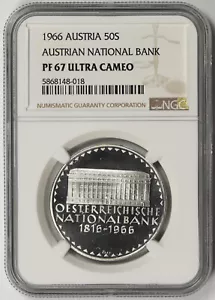 1966 AUSTRIA 50S
AUSTRIAN NATIONAL BANK
PF 67 ULTRA CAMEO
5868148-018
NUMISMATIC GUARANTY CORPORATION
NGC
OESTERREICHISCHE
NATIONALBANK
1816-1966